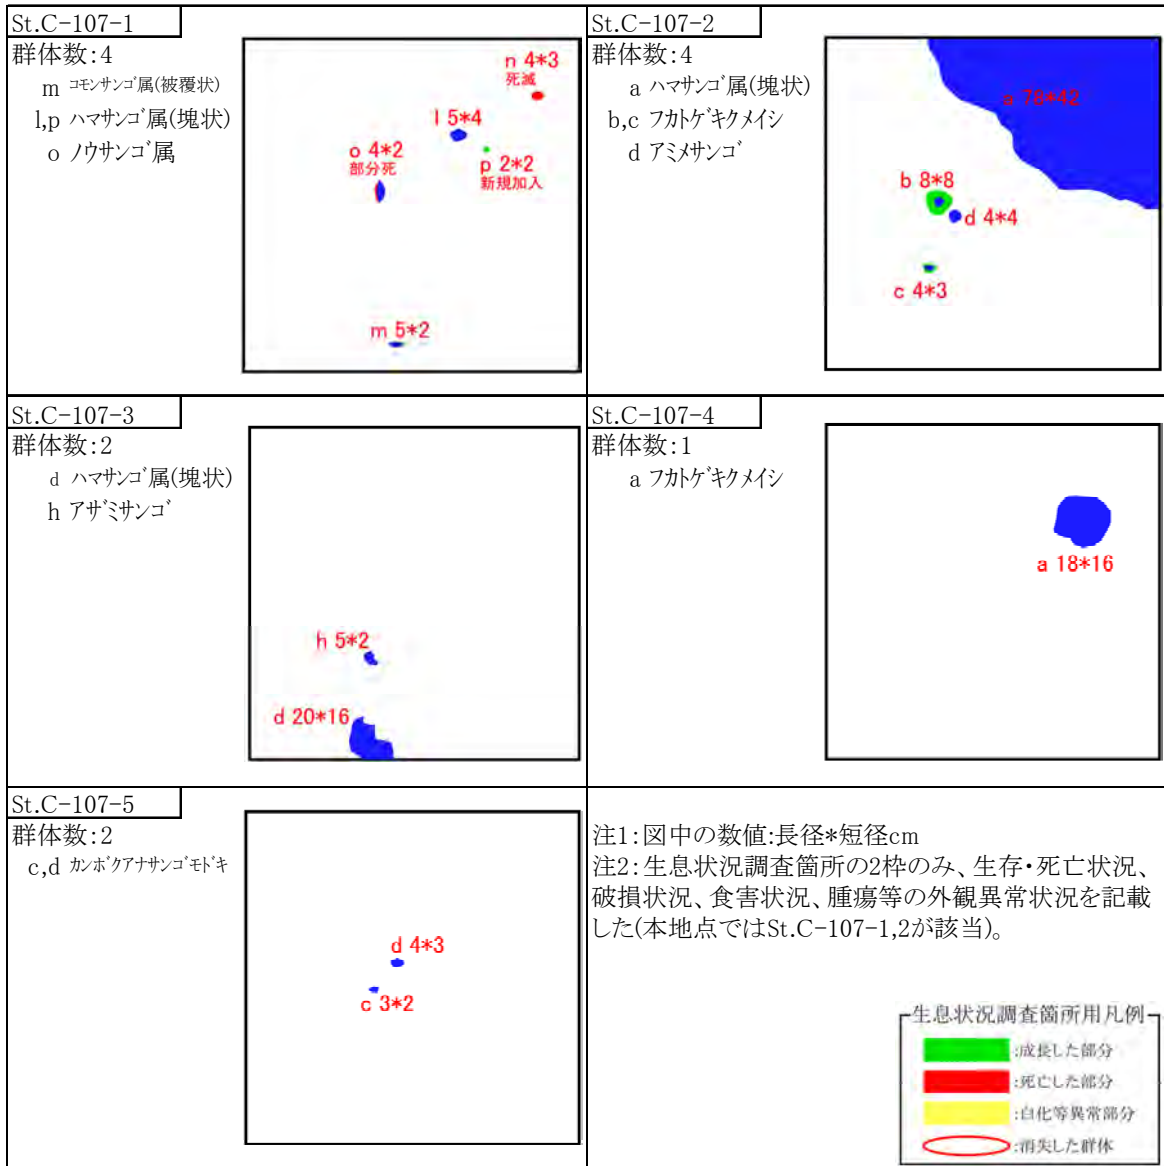 St.C-107-1
群体数:4
m コモンサンゴ属(被覆状)
l,p ハマサンゴ属(塊状)
o ノウサンゴ属
n 4*3
死滅
l 5*4
o 4*2
部分死
p 2*2
新規加入
m 5*2
St.C-107-2
群体数:4
a ハマサンゴ属(塊状)
b,c フカトゲキクメイシ
d アミメサンゴ
a 78*42
b 8*8
d 4*4
c 4*3
St.C-107-3
群体数:2
d ハマサンゴ属(塊状)
h アザミサンゴ
h 5*2
d 20*16
St.C-107-4
群体数:1
a フカトゲキクメイシ
a 18*16
St.C-107-5
群体数:2
c,d カンボクアナサンゴモドキ
d 4*3
c 3*2
注1:図中の数値:長径*短径cm
注2:生息状況調査箇所の2枠のみ、生存・死亡状況、
破損状況、食害状況、腫瘍等の外観異常状況を記載
した(本地点ではSt.C-107-1,2が該当)。
生息状況調査箇所用凡例
:成長した部分
:死亡した部分
:白化等異常部分
:消失した群体